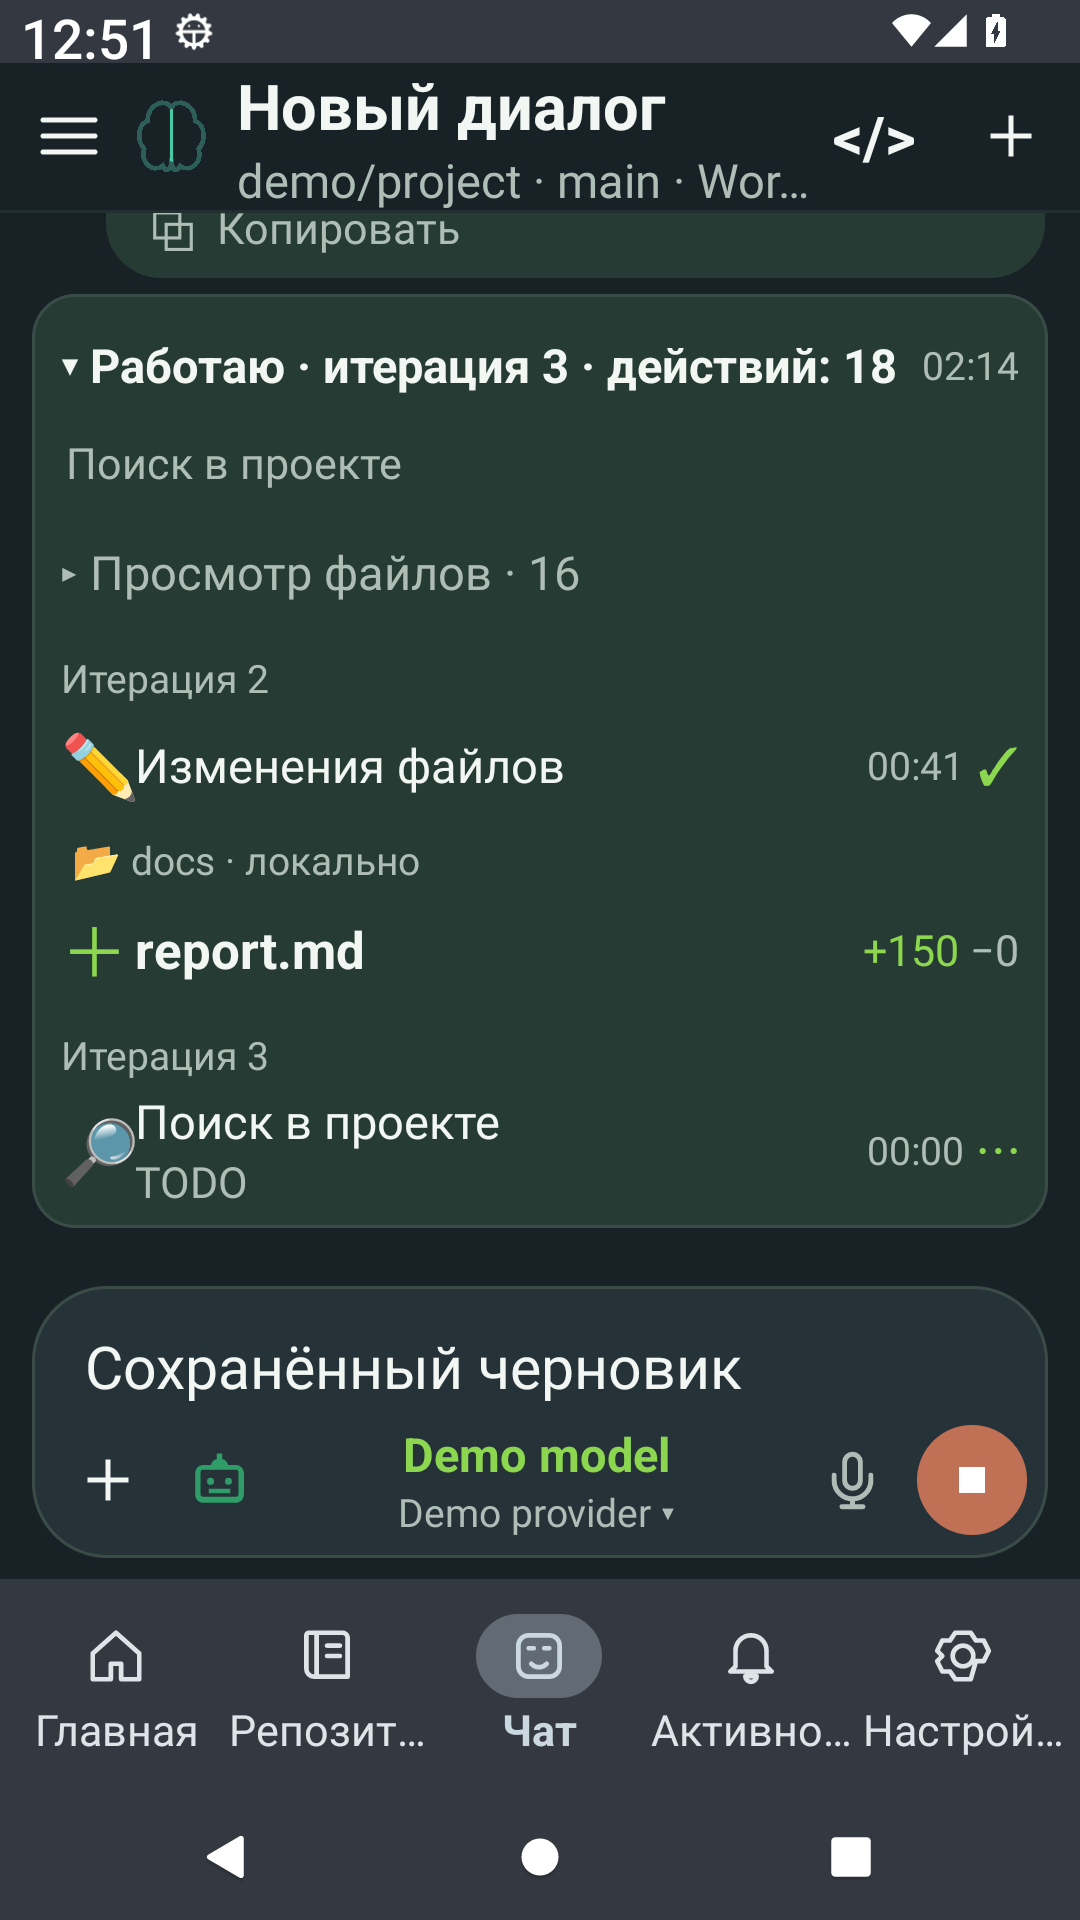 12:51
Новый диалог
demo/project · main · Wor...
</>
Копировать
▾ Работаю · итерация 3 · действий: 18 02:14
Поиск в проекте
▸ Просмотр файлов · 16
Итерация 2
Изменения файлов 00:41 ✓
docs · локально
+ report.md +150 −0
Итерация 3
Поиск в проекте
TODO
00:00 ···
Сохранённый черновик
Demo model
Demo provider ▾
Главная Репозит... Чат Активно... Настрой...